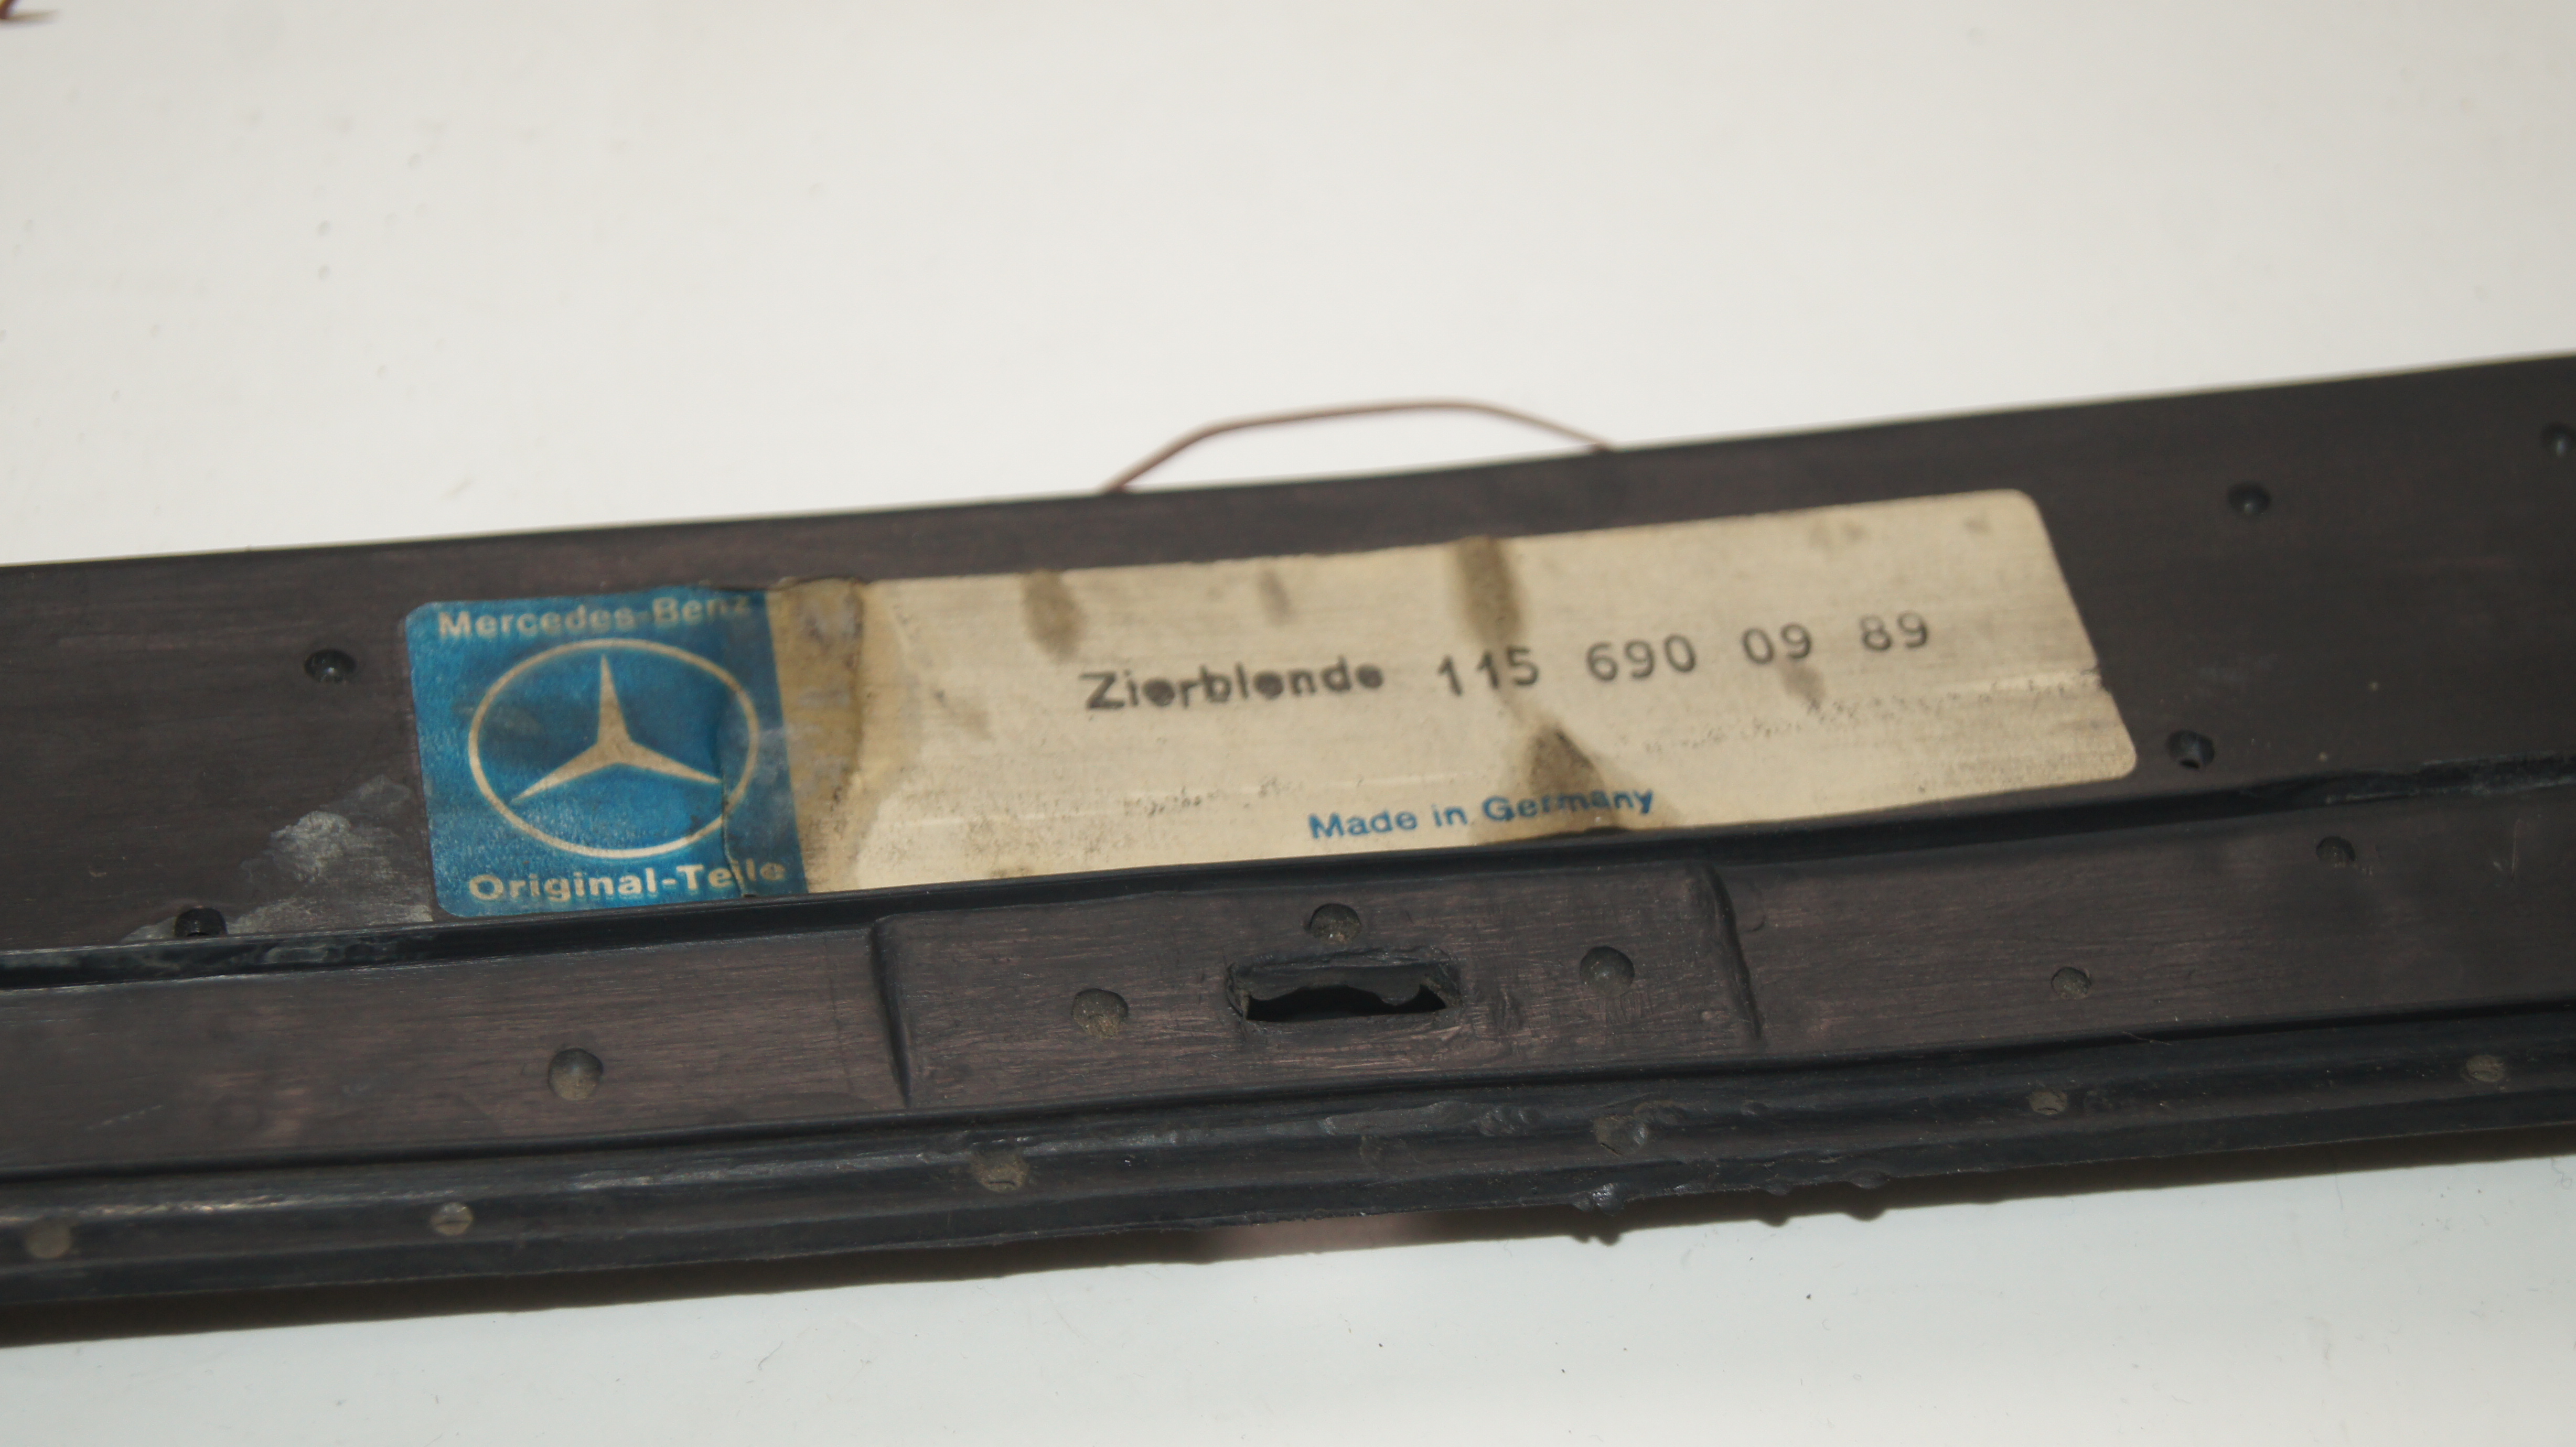 Mercedes-Benz
Original-Teile
Zierblende 115 690 09 89
Made in Germany